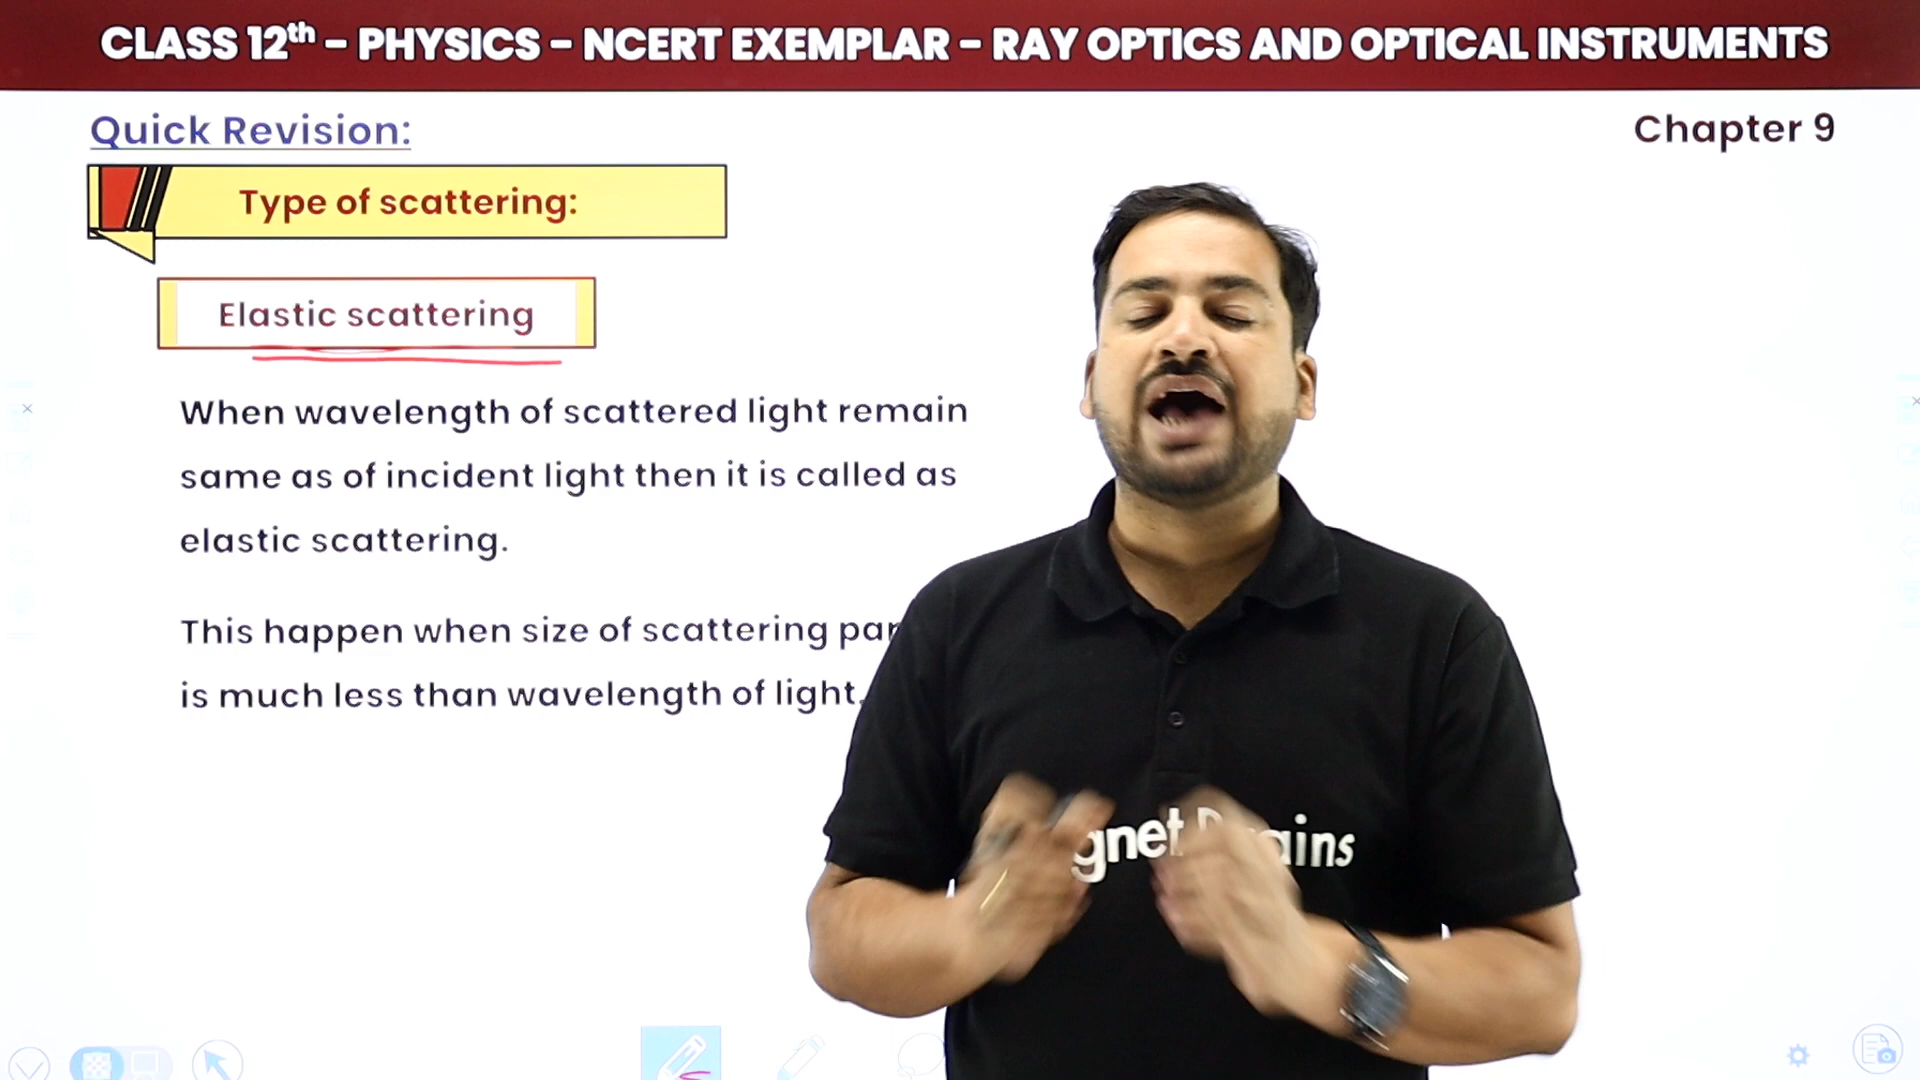 CLASS 12th – PHYSICS – NCERT EXEMPLAR – RAY OPTICS AND OPTICAL INSTRUMENTS
Quick Revision:
Chapter 9
Type of scattering:
Elastic scattering
When wavelength of scattered light remain
same as of incident light then it is called as
elastic scattering.
This happen when size of scattering
is much less than wavelength of light.